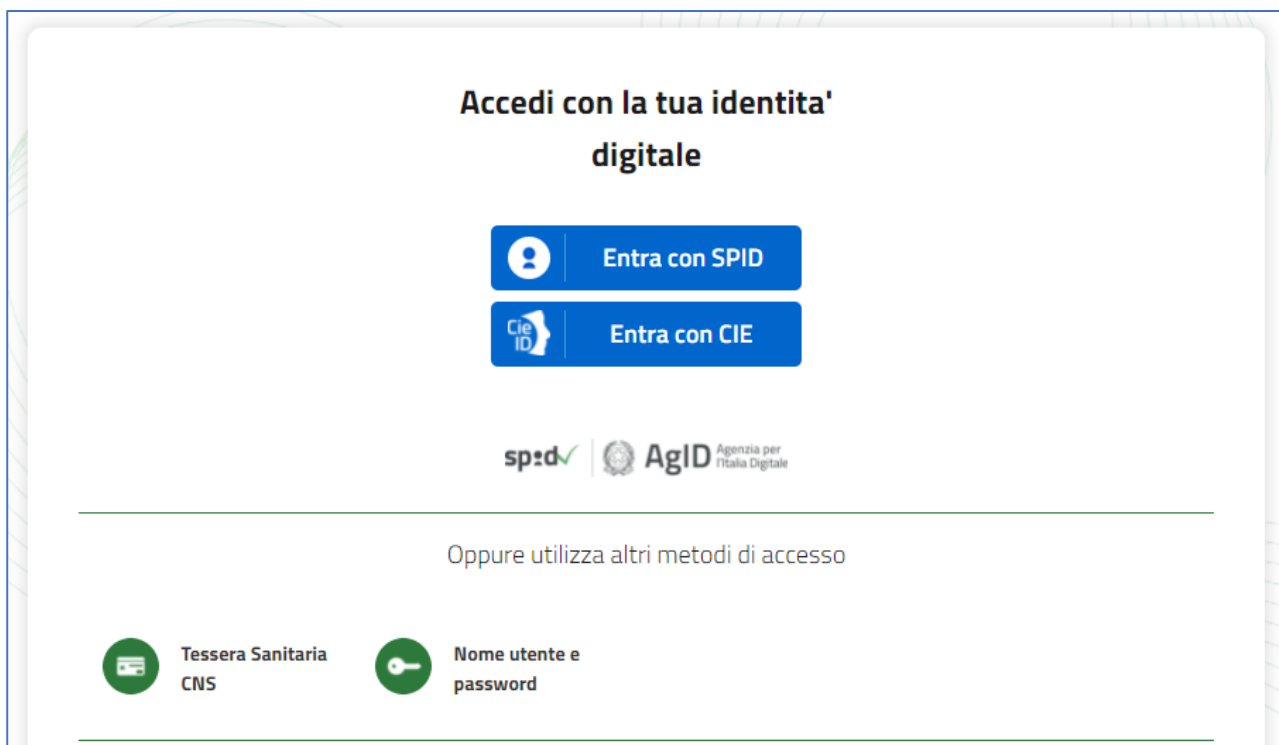 Accedi con la tua identita'
digitale
Entra con SPID
Cie
ID
Entra con CIE
spid
AgID
Agenzia per
l'Italia Digitale
Oppure utilizza altri metodi di accesso
Tessera Sanitaria
CNS
Nome utente e
password